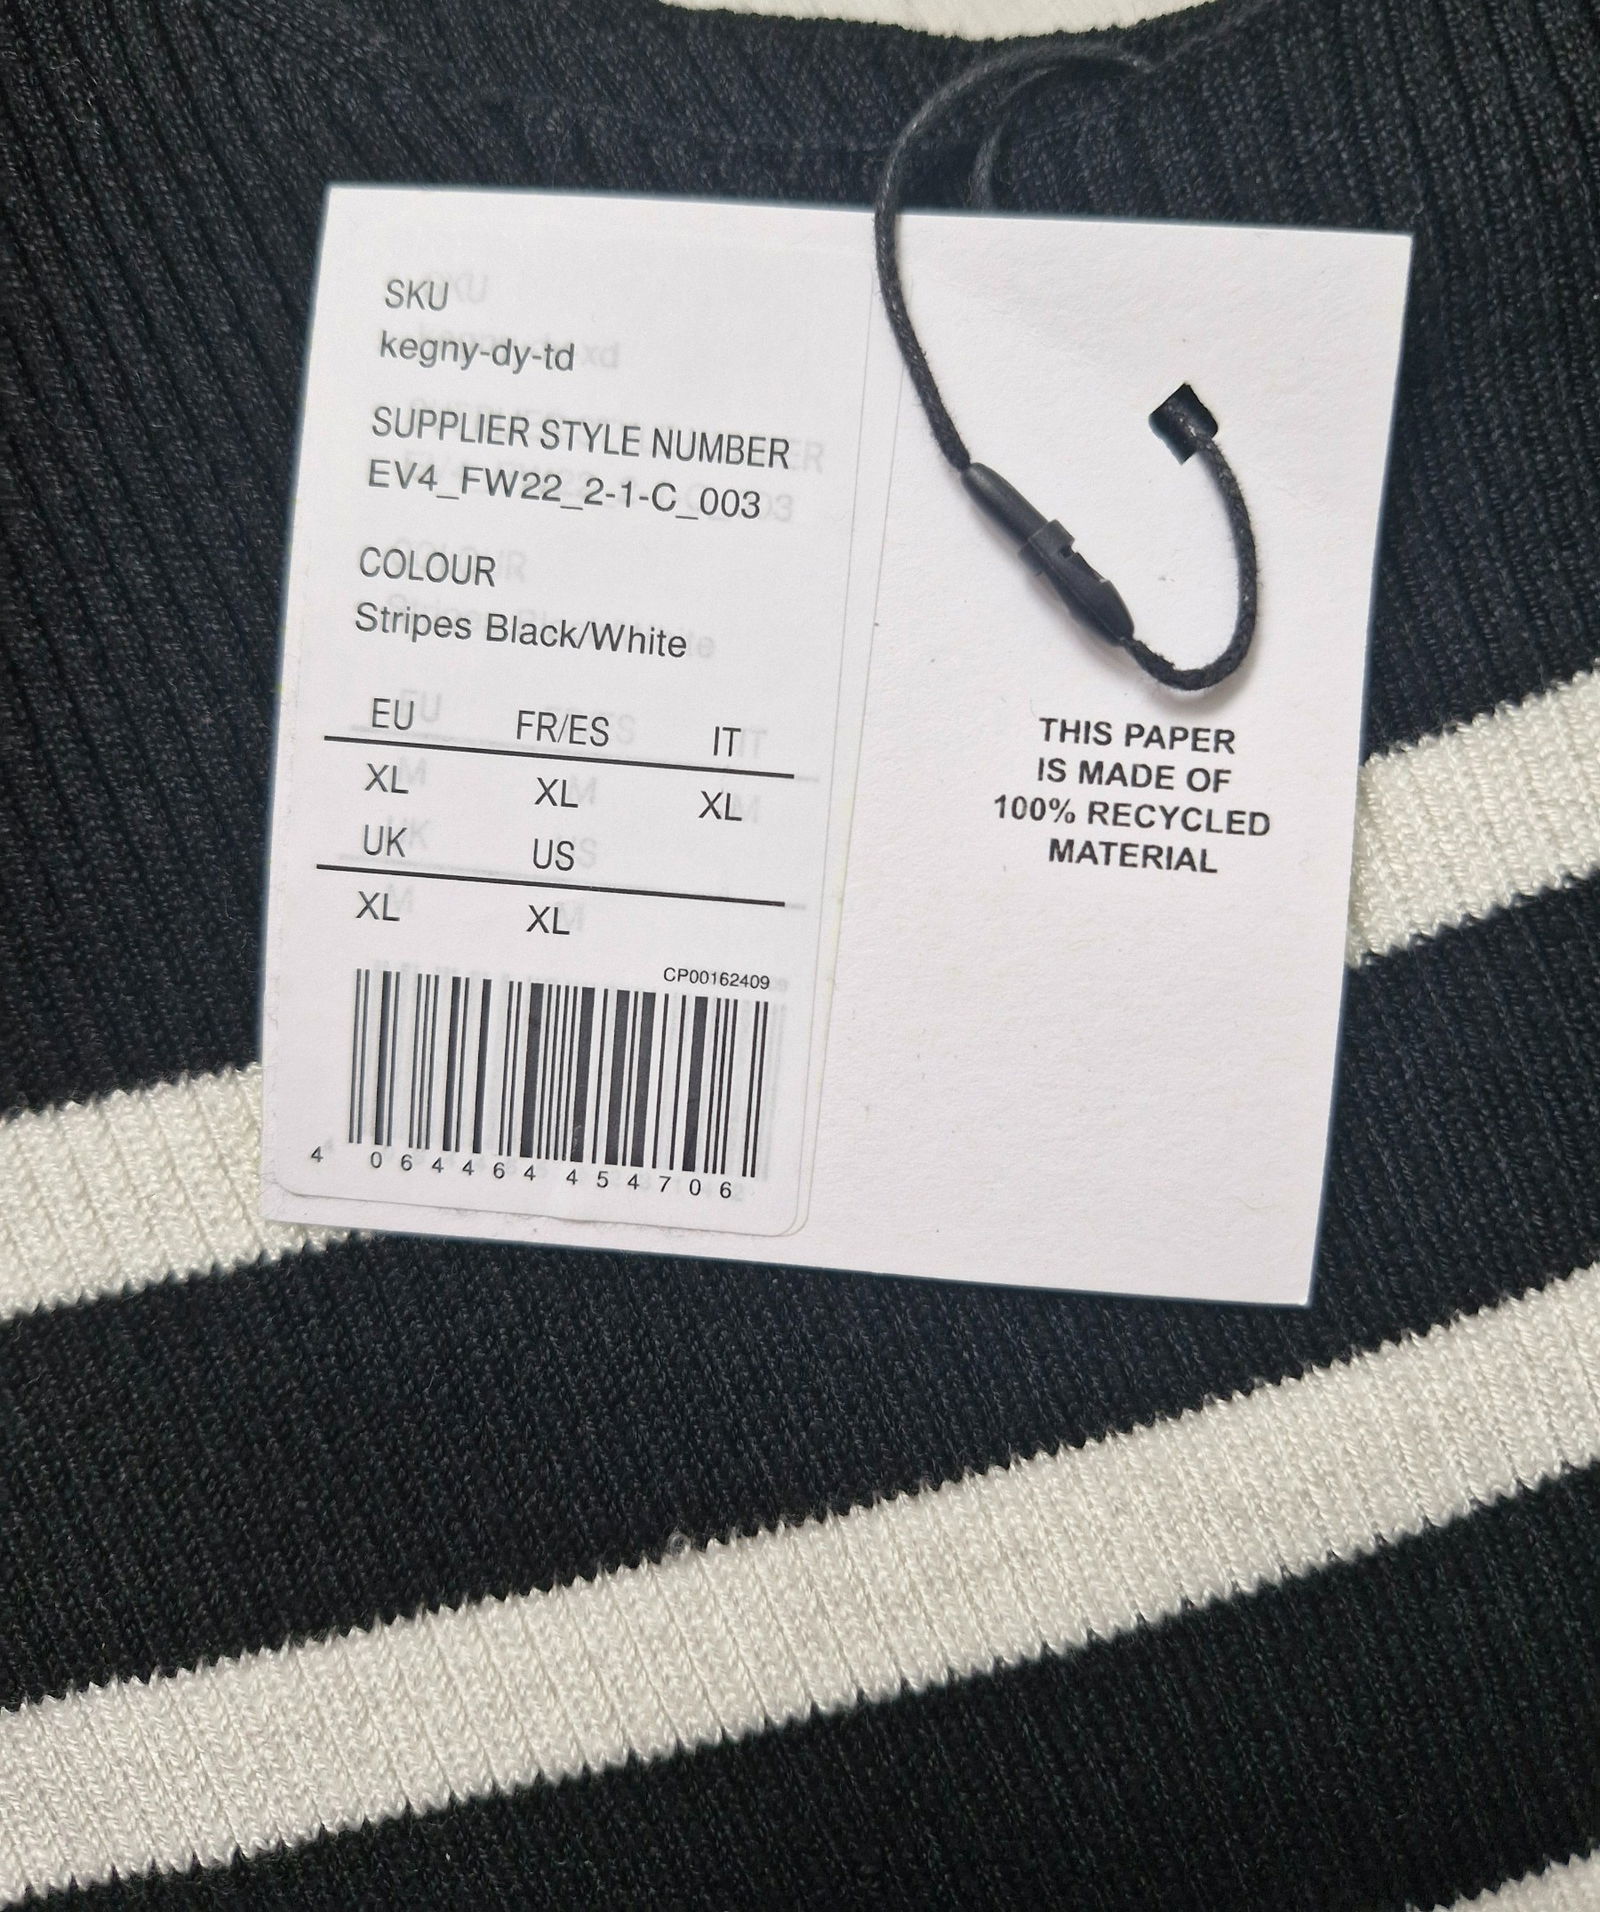 SKU
kegny-dy-td
SUPPLIER STYLE NUMBER
EV4_FW22_2-1-C_003
COLOUR
Stripes Black/White
EU FR/ES IT
XL XL XL
UK US
XL XL
CP00162409
4 064464 454706
THIS PAPER
IS MADE OF
100% RECYCLED
MATERIAL